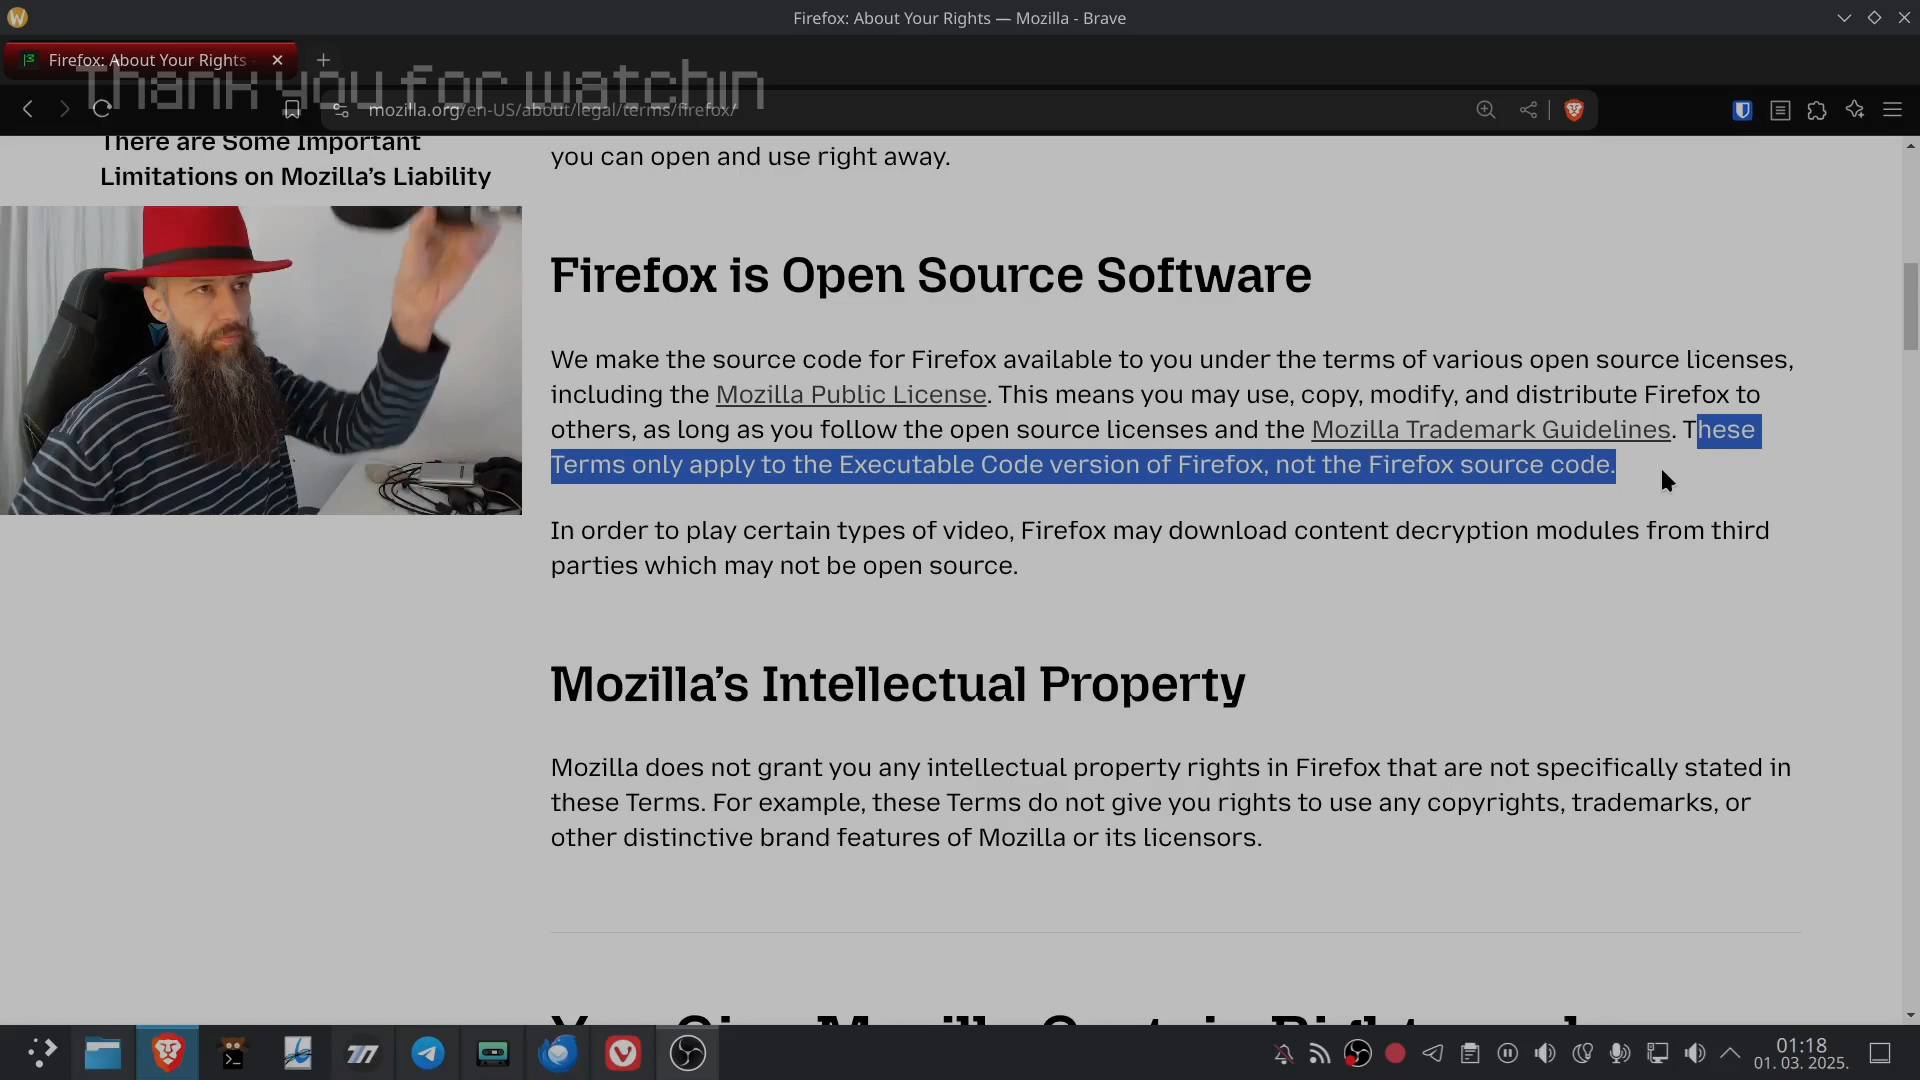 Firefox: About Your Rights — Mozilla - Brave
Firefox: About Your Rights
Thank you for watchin
mozilla.org/en-US/about/legal/terms/firefox/
There are Some Important
Limitations on Mozilla’s Liability
you can open and use right away.
Firefox is Open Source Software
We make the source code for Firefox available to you under the terms of various open source licenses,
including the Mozilla Public License. This means you may use, copy, modify, and distribute Firefox to
others, as long as you follow the open source licenses and the Mozilla Trademark Guidelines. These
Terms only apply to the Executable Code version of Firefox, not the Firefox source code.
In order to play certain types of video, Firefox may download content decryption modules from third
parties which may not be open source.
Mozilla’s Intellectual Property
Mozilla does not grant you any intellectual property rights in Firefox that are not specifically stated in
these Terms. For example, these Terms do not give you rights to use any copyrights, trademarks, or
other distinctive brand features of Mozilla or its licensors.
01:18
01. 03. 2025.